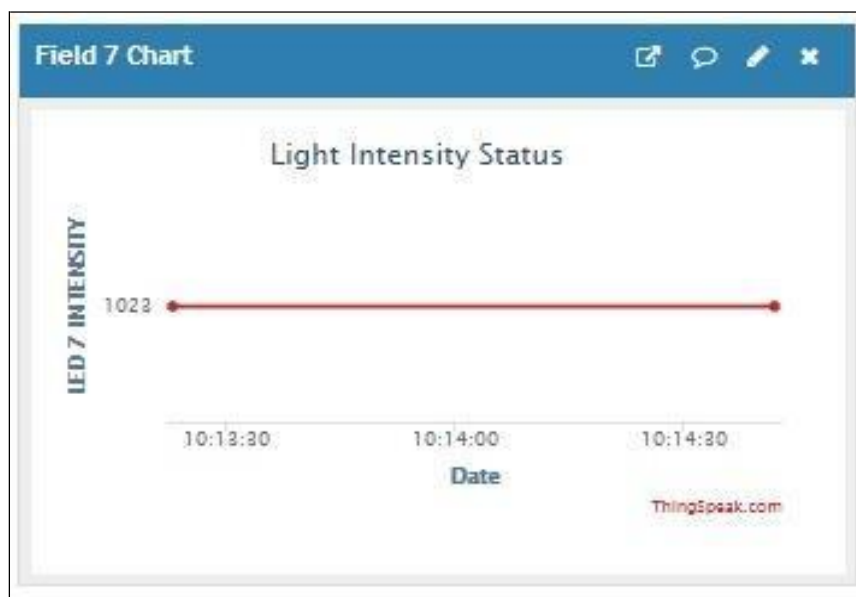 Field 7 Chart
Light Intensity Status
LED 7 INTENSITY
1023
10:13:30
10:14:00
10:14:30
Date
ThingSpeak.com